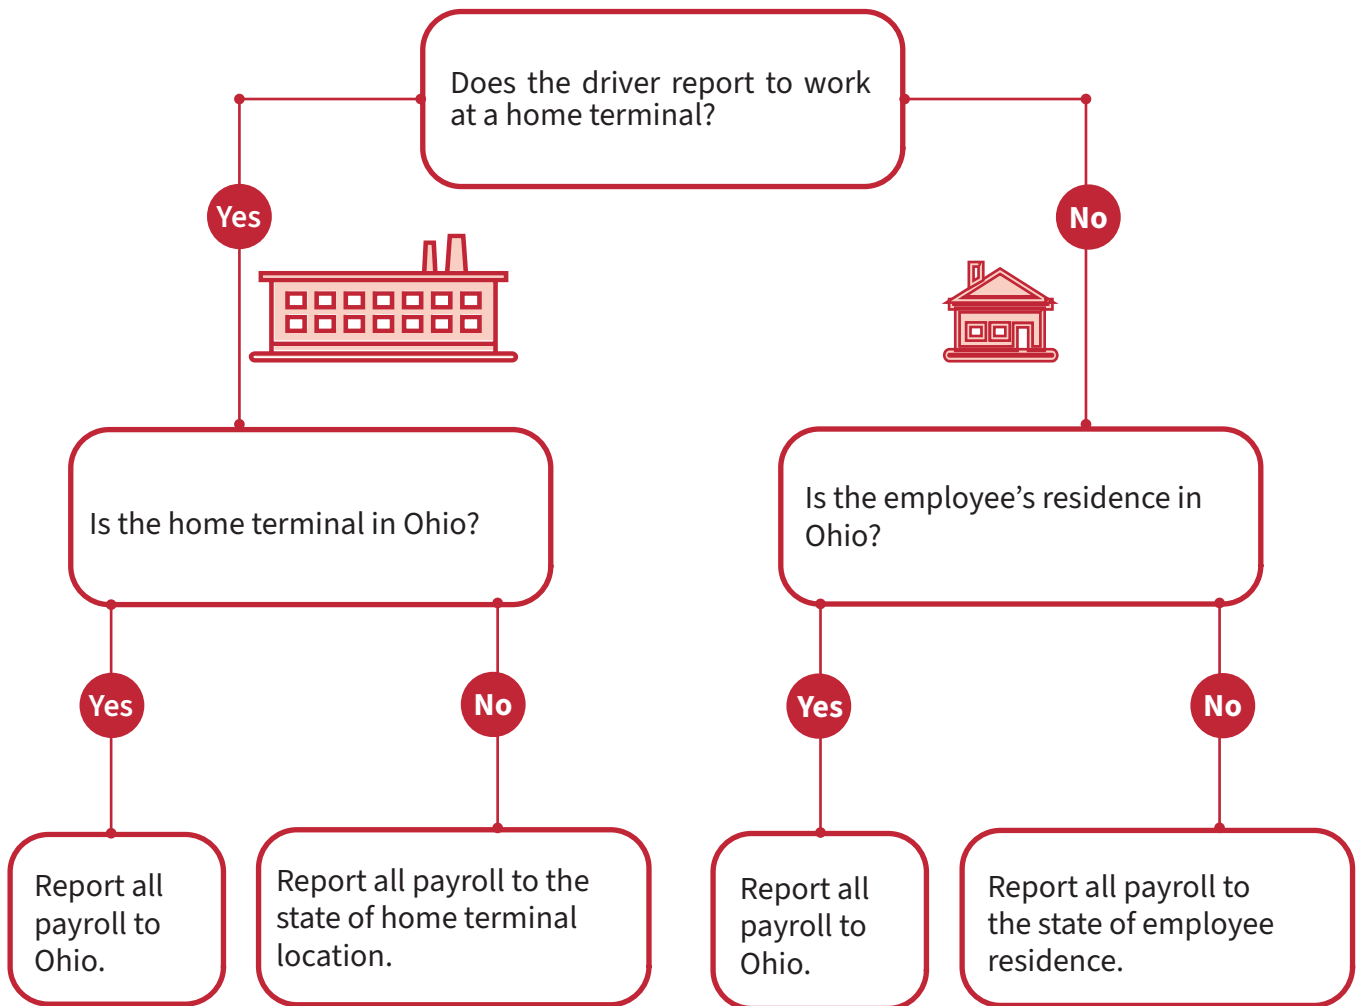 Does the driver report to work
at a home terminal?
Yes
No
Is the home terminal in Ohio?
Is the employee’s residence in
Ohio?
Yes
No
Yes
No
Report all
payroll to
Ohio.
Report all payroll to the
state of home terminal
location.
Report all
payroll to
Ohio.
Report all payroll to
the state of employee
residence.